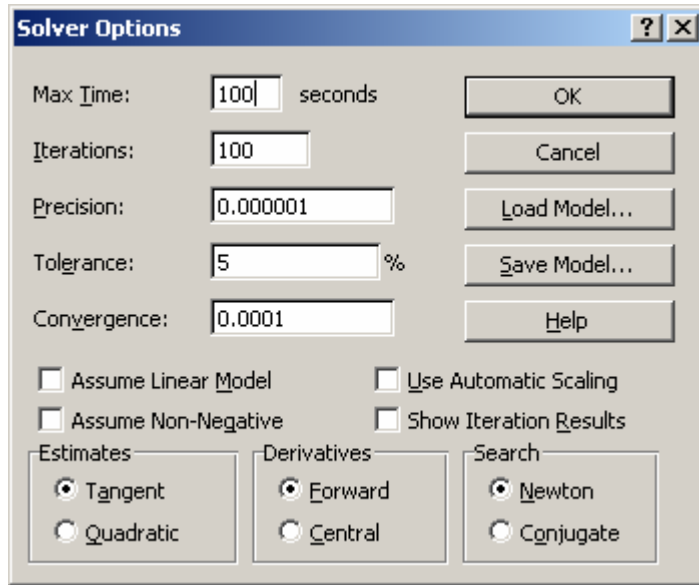 Solver Options
Max Time: 100 seconds
OK
Iterations: 100
Cancel
Precision: 0.000001
Load Model...
Tolerance: 5 %
Save Model...
Convergence: 0.0001
Help
Assume Linear Model
Use Automatic Scaling
Assume Non-Negative
Show Iteration Results
Estimates
Tangent
Quadratic
Derivatives
Forward
Central
Search
Newton
Conjugate